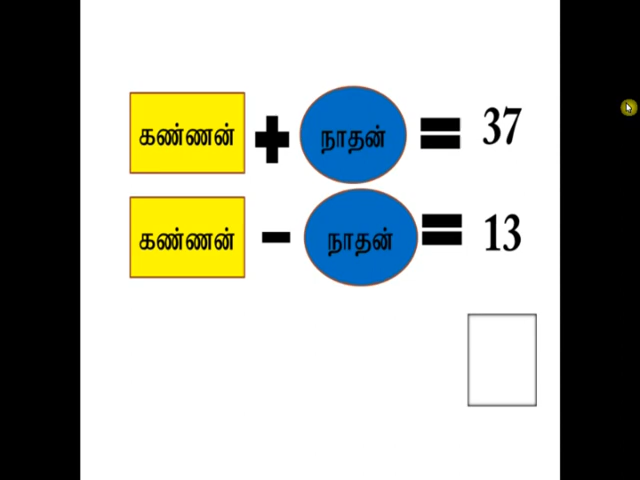 கண்ணன் + நாதன் = 37
கண்ணன் - நாதன் = 13